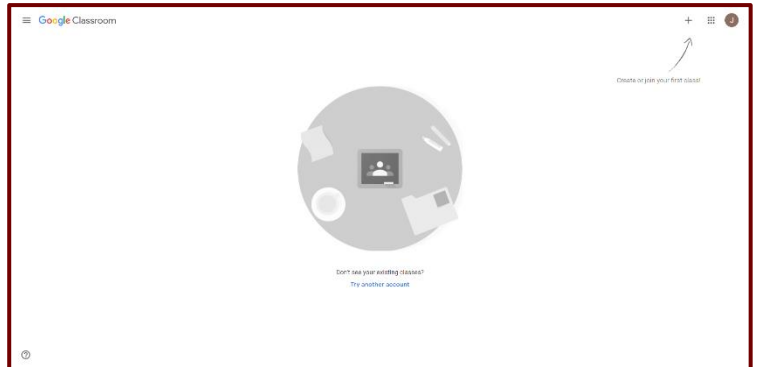 Google Classroom
J
Create or join your first class!
Don't see your existing classes?
Try another account